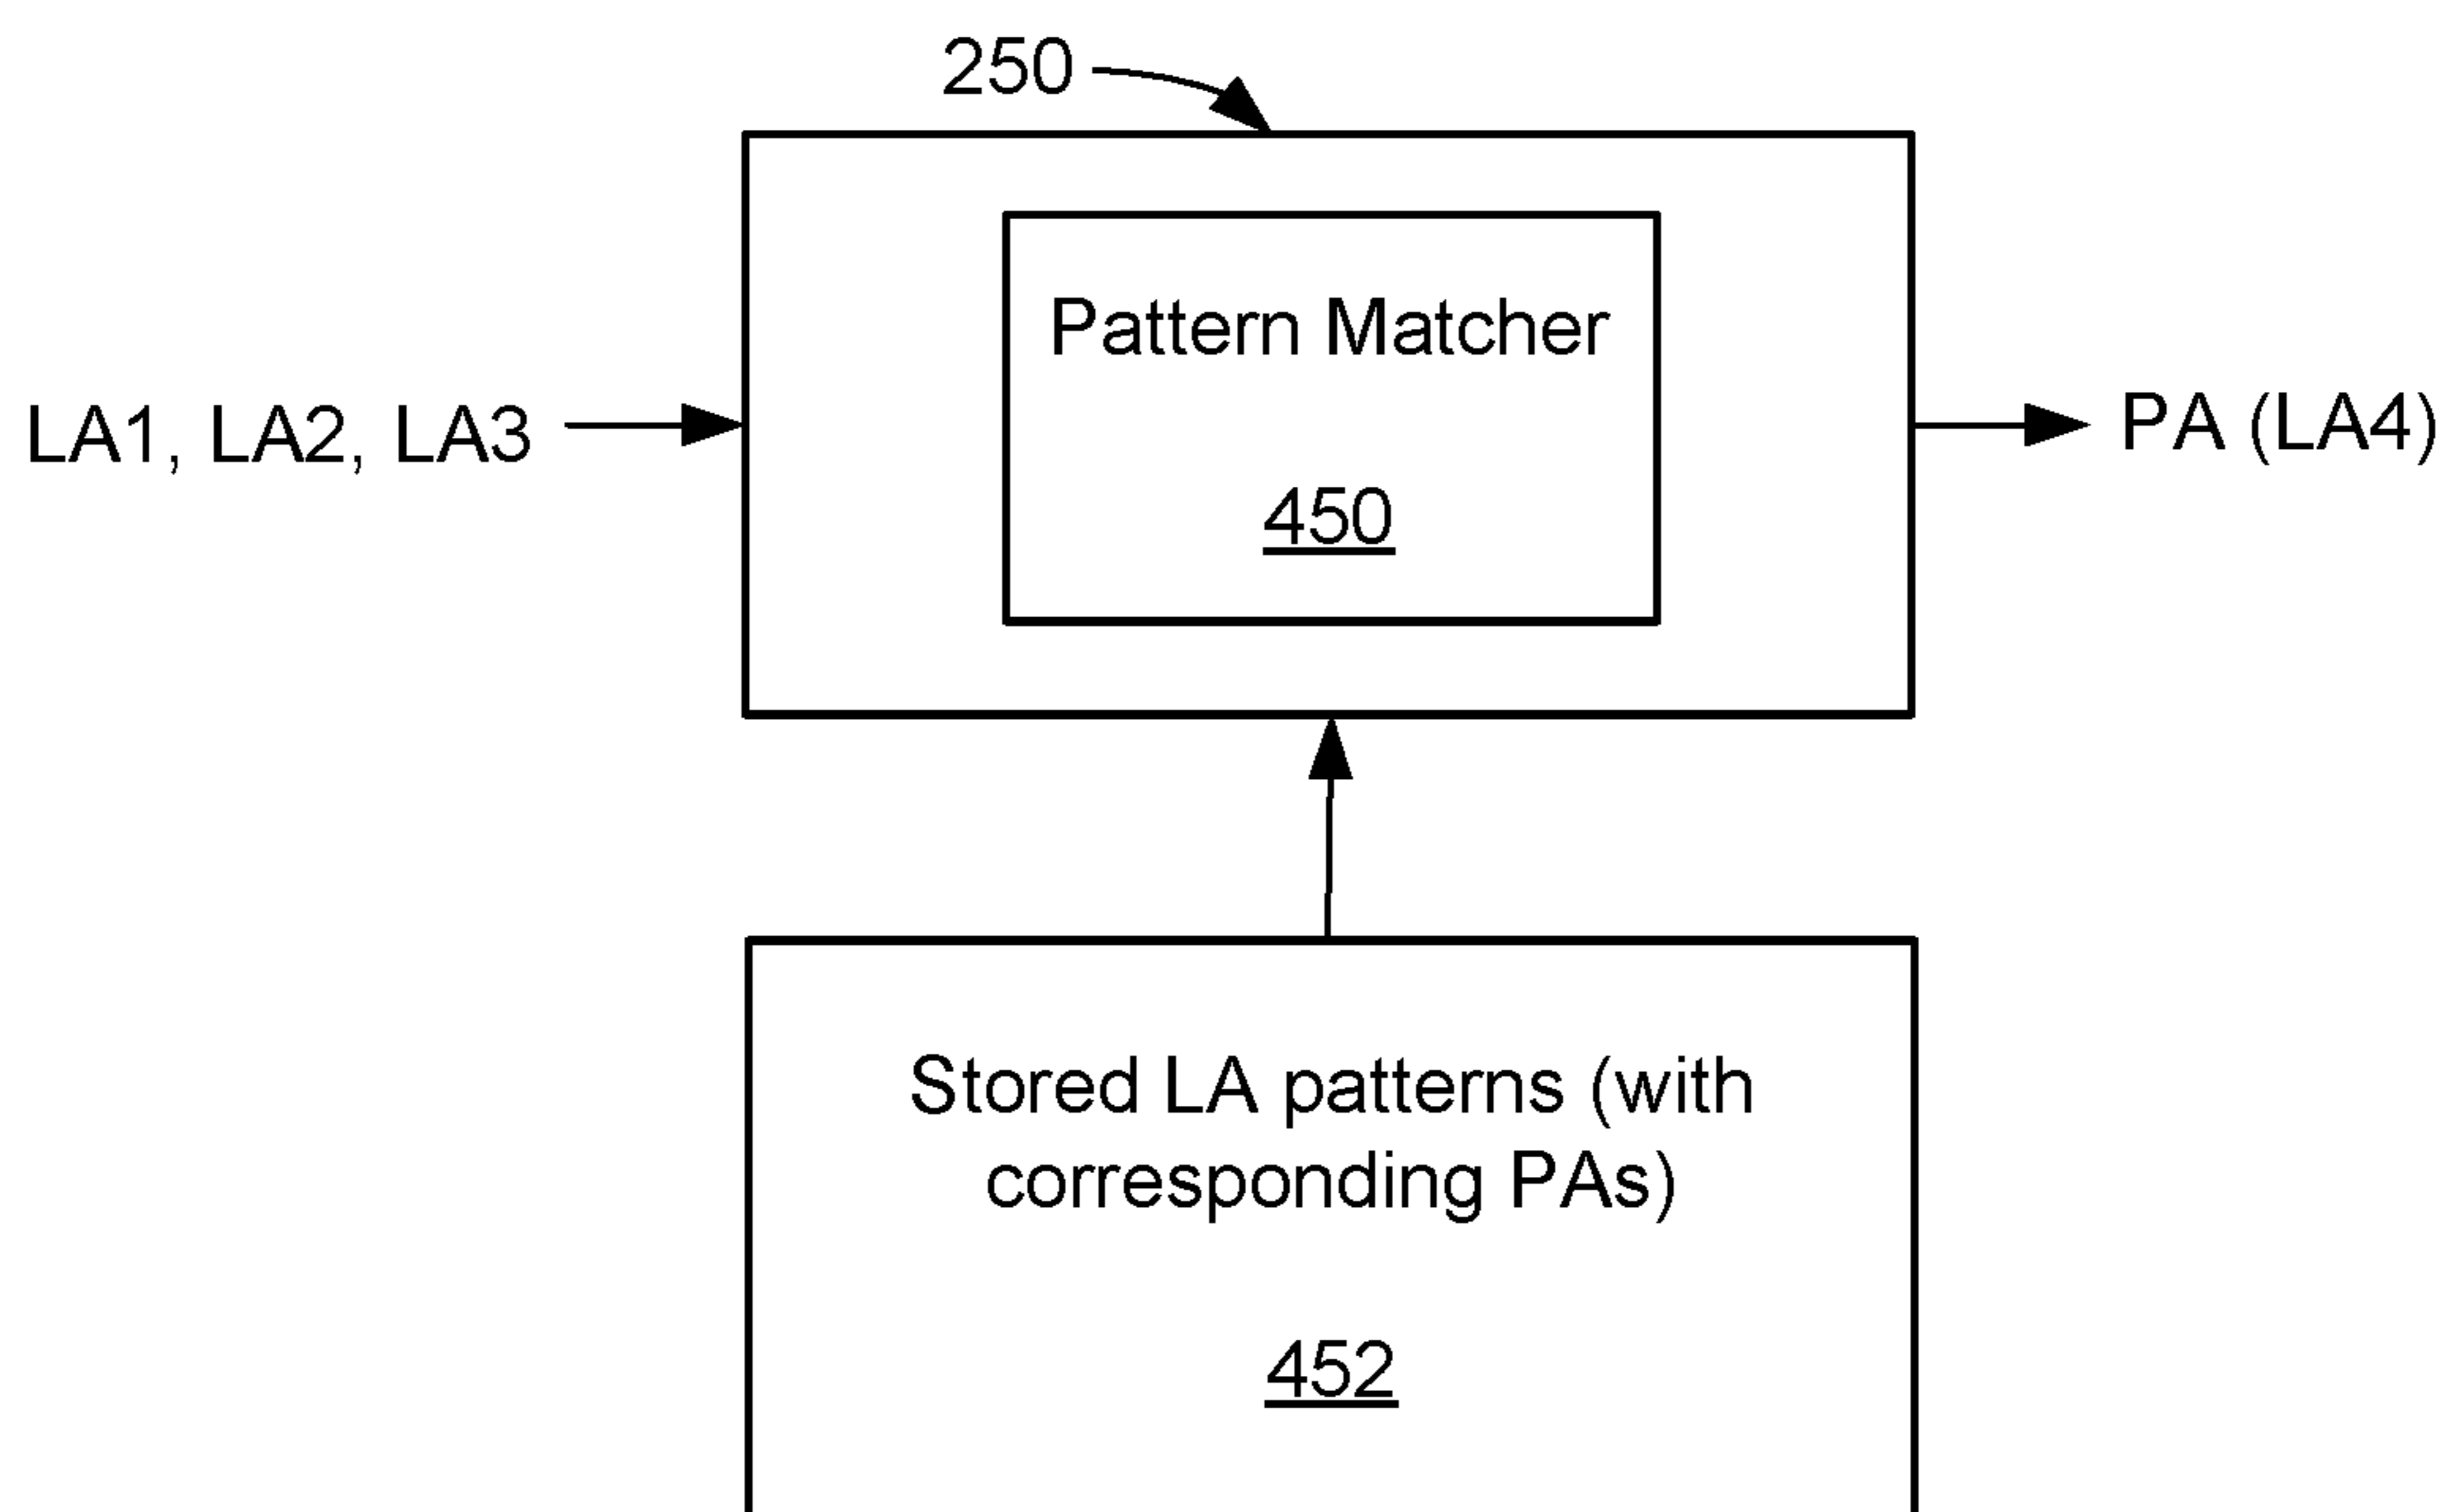 250
Pattern Matcher
LA1, LA2, LA3
PA (LA4)
450
Stored LA patterns (with
corresponding PAs)
452